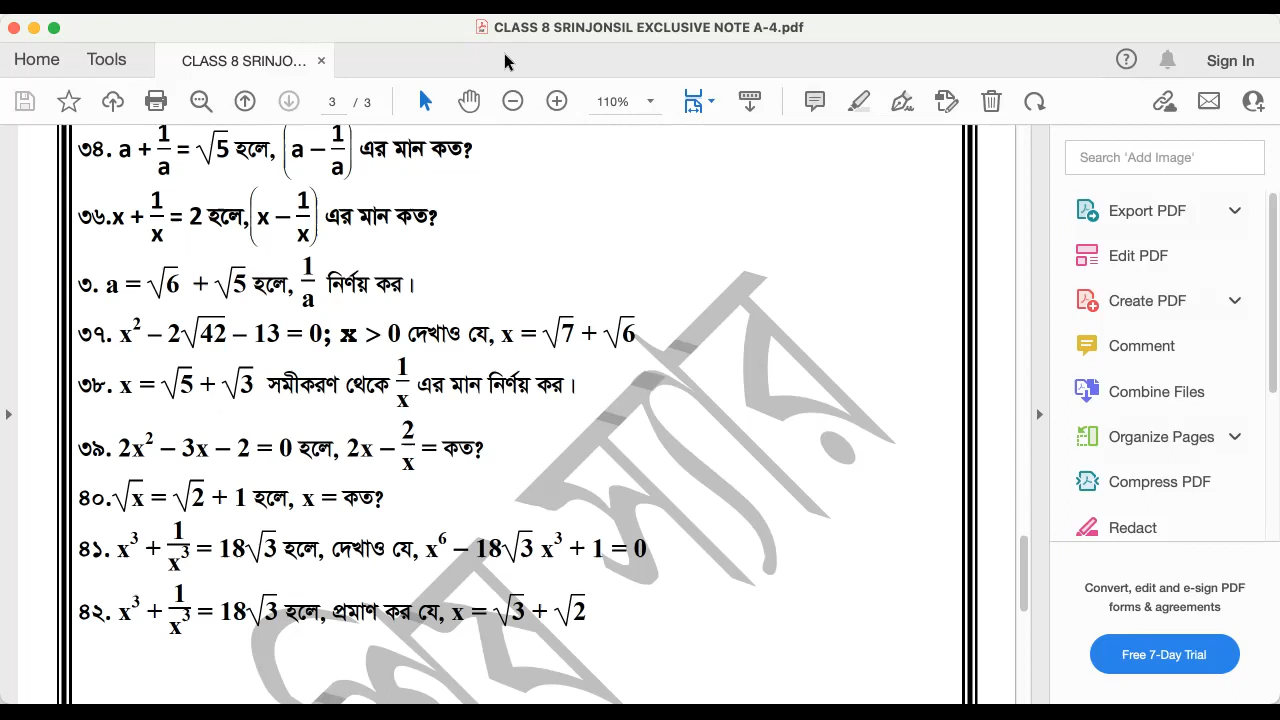 CLASS 8 SRINJONSIL EXCLUSIVE NOTE A-4.pdf
Home Tools CLASS 8 SRINJO... × Sign In
3 / 3 110%
৩৪. a + 1/a = √5 হলে, (a − 1/a) এর মান কত?
৩৬.x + 1/x = 2 হলে,(x − 1/x) এর মান কত?
৩. a = √6 + √5 হলে, 1/a নির্ণয় কর।
৩৭. x² − 2√42 − 13 = 0; x > 0 দেখাও যে, x = √7 + √6
৩৮. x = √5 + √3 সমীকরণ থেকে 1/x এর মান নির্ণয় কর।
৩৯. 2x² − 3x − 2 = 0 হলে, 2x − 2/x = কত?
৪০.√x = √2 + 1 হলে, x = কত?
৪১. x³ + 1/x³ = 18√3 হলে, দেখাও যে, x⁶ − 18√3 x³ + 1 = 0
৪২. x³ + 1/x³ = 18√3 হলে, প্রমাণ কর যে, x = √3 + √2
স্যার
Search 'Add Image'
Export PDF
Edit PDF
Create PDF
Comment
Combine Files
Organize Pages
Compress PDF
Redact
Convert, edit and e-sign PDF
forms & agreements
Free 7-Day Trial